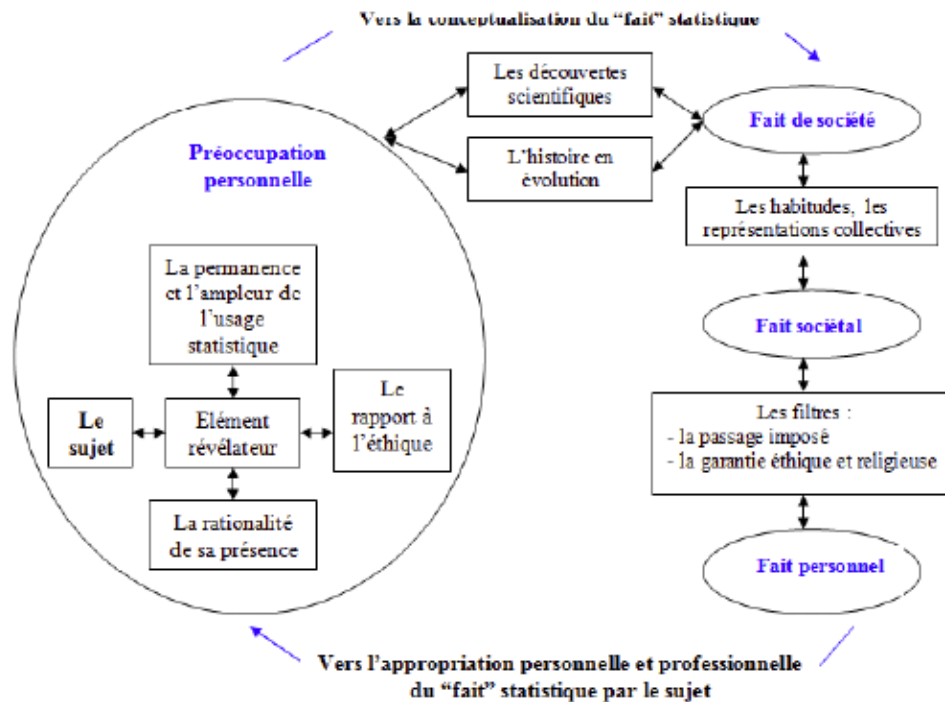 Vers la conceptualisation du “fait” statistique
Les découvertes
scientifiques
L’histoire en
évolution
Fait de société
Préoccupation
personnelle
Les habitudes, les
représentations collectives
La permanence
et l’ampleur de
l’usage
statistique
Fait sociétal
Le
sujet
Elément
révélateur
Le
rapport à
l’éthique
Les filtres :
- la passage imposé
- la garantie éthique et religieuse
La rationalité
de sa présence
Fait personnel
Vers l’appropriation personnelle et professionnelle
du “fait” statistique par le sujet